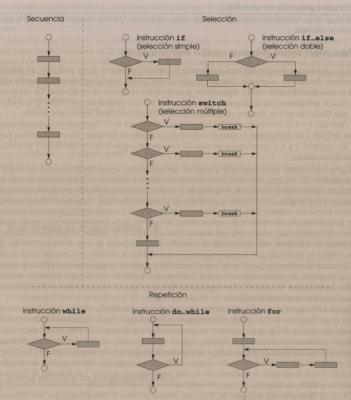 Secuencia
Selección
instrucción if
(selección simple)
V
F
instrucción if...else
(selección doble)
F
V
instrucción switch
(selección múltiple)
V
break
F
V
break
F
V
break
F
Repetición
instrucción while
V
F
instrucción do...while
V
F
instrucción for
V
F